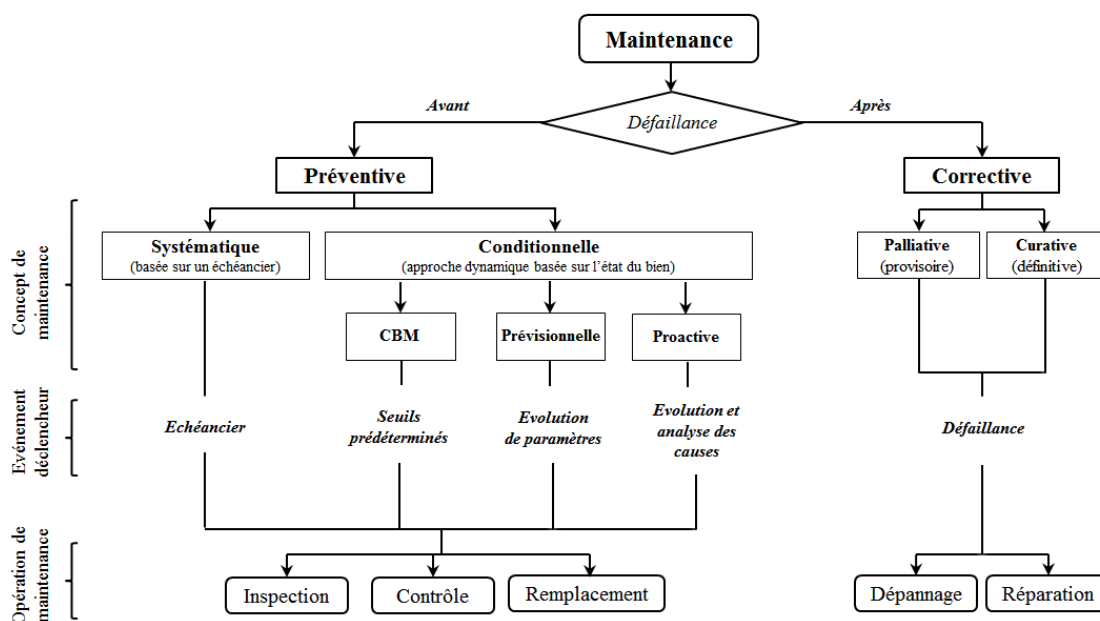 Maintenance
Avant
Après
Défaillance
Préventive
Corrective
Concept de
maintenance
Systématique
(basée sur un échéancier)
Conditionnelle
(approche dynamique basée sur l'état du bien)
Palliative
(provisoire)
Curative
(définitive)
CBM
Prévisionnelle
Proactive
Evénement
déclencheur
Echéancier
Seuils
prédéterminés
Evolution
de paramètres
Evolution et
analyse des
causes
Défaillance
Opération de
maintenance
Inspection
Contrôle
Remplacement
Dépannage
Réparation